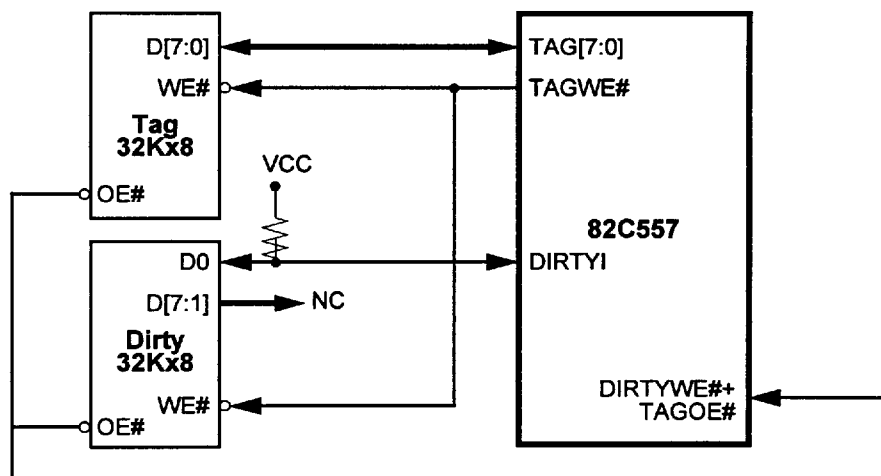 D[7:0]
WE#
Tag
32Kx8
OE#
VCC
D0
D[7:1]
NC
Dirty
32Kx8
WE#
OE#
TAG[7:0]
TAGWE#
82C557
DIRTYI
DIRTYWE#+
TAGOE#